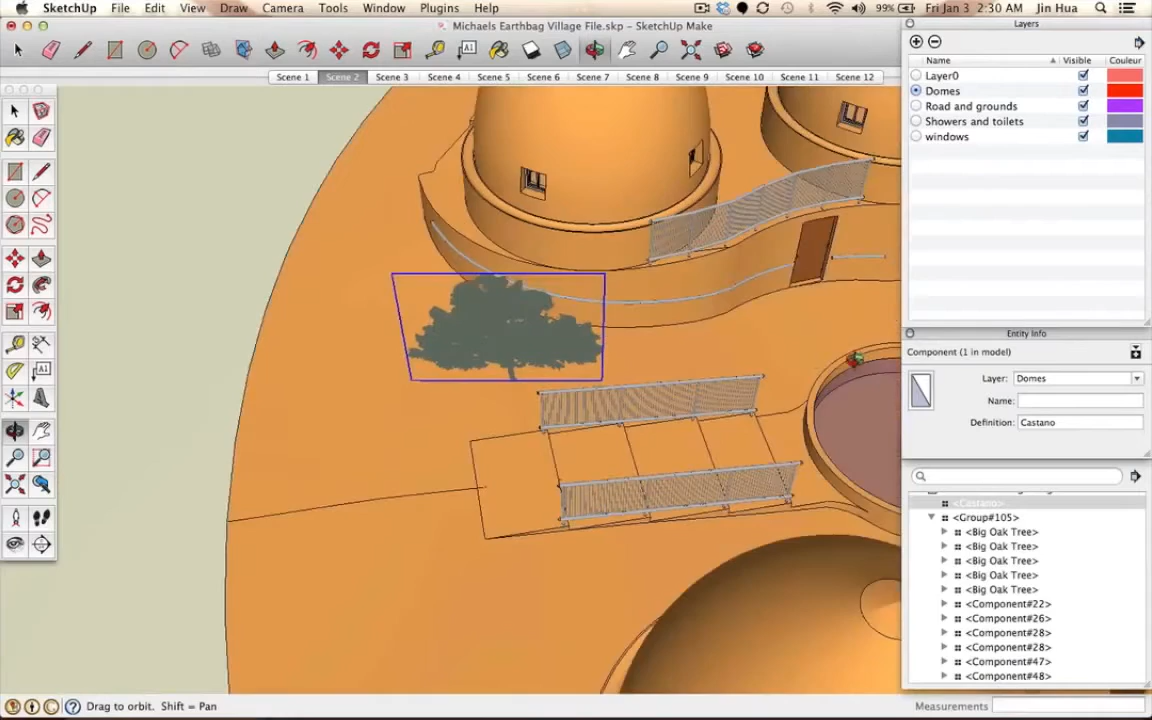 SketchUp File Edit View Draw Camera Tools Window Plugins Help 99% Fri Jan 3 2:30 AM Jin Hua
Michaels Earthbag Village File.skp - SketchUp Make
Scene 1 Scene 2 Scene 3 Scene 4 Scene 5 Scene 6 Scene 7 Scene 8 Scene 9 Scene 10 Scene 11 Scene 12
Layers
Name Visible Couleur
Layer0
Domes
Road and grounds
Showers and toilets
windows
Entity Info
Component (1 in model)
Layer: Domes
Name:
Definition: Castano
<Castano>
<Group#105>
<Big Oak Tree>
<Big Oak Tree>
<Big Oak Tree>
<Big Oak Tree>
<Big Oak Tree>
<Component#22>
<Component#26>
<Component#28>
<Component#28>
<Component#47>
<Component#48>
Drag to orbit. Shift = Pan
Measurements